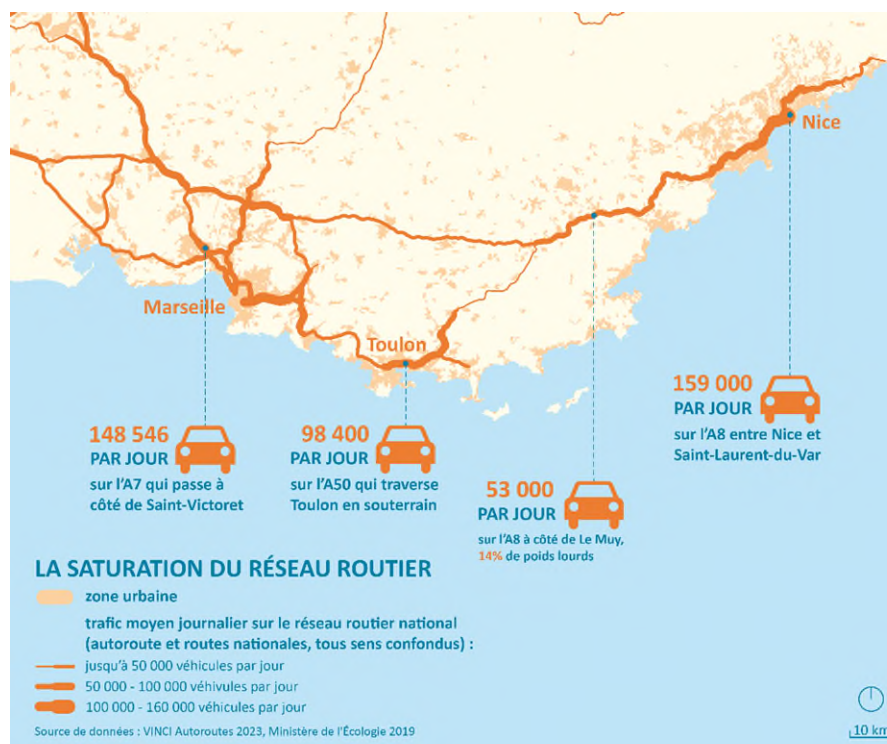 Nice
Marseille
Toulon
159 000
PAR JOUR
sur l'A8 entre Nice et
Saint-Laurent-du-Var
148 546
PAR JOUR
sur l'A7 qui passe à
côté de Saint-Victoret
98 400
PAR JOUR
sur l'A50 qui traverse
Toulon en souterrain
53 000
PAR JOUR
sur l'A8 à côté de Le Muy,
14% de poids lourds
LA SATURATION DU RÉSEAU ROUTIER
zone urbaine
trafic moyen journalier sur le réseau routier national
(autoroute et routes nationales, tous sens confondus) :
jusqu'à 50 000 véhicules par jour
50 000 - 100 000 véhivules par jour
100 000 - 160 000 véhicules par jour
Source de données : VINCI Autoroutes 2023, Ministère de l'Écologie 2019
10 km